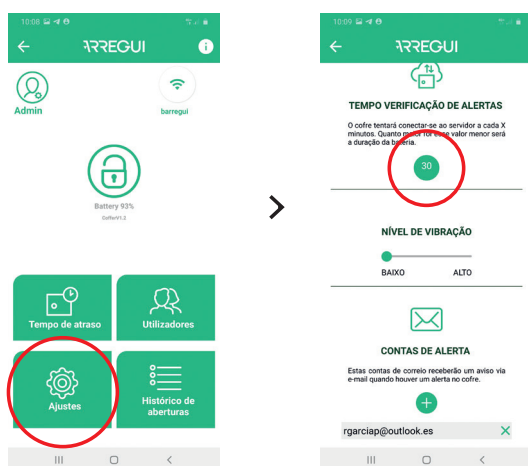 10:08
ARREGUI
Admin
barregui
Battery 93%
CofferV1.2
Tempo de atraso
Utilizadores
Ajustes
Histórico de
aberturas
10:09
ARREGUI
TEMPO VERIFICAÇÃO DE ALERTAS
O cofre tentará conectar-se ao servidor a cada X
minutos. Quanto maior for esse valor menor será
a duração da bateria.
30
NÍVEL DE VIBRAÇÃO
BAIXO ALTO
CONTAS DE ALERTA
Estas contas de correio receberão um aviso via
e-mail quando houver um alerta no cofre.
rgarciap@outlook.es